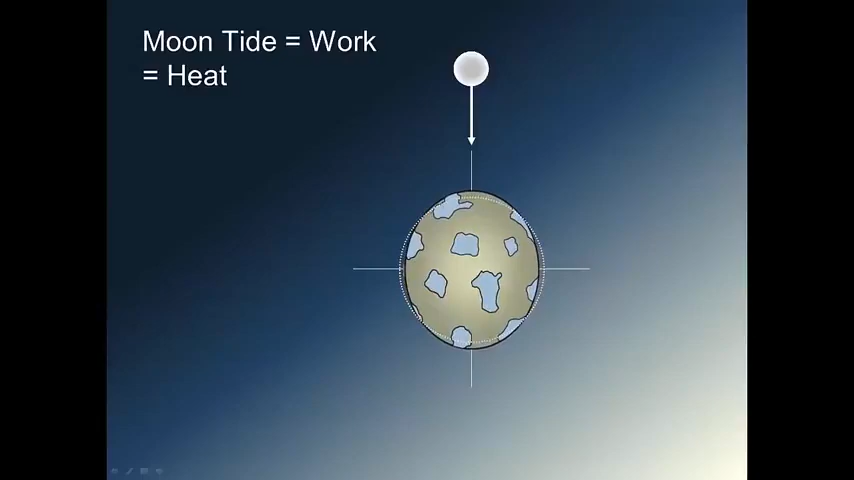 Moon Tide = Work
= Heat